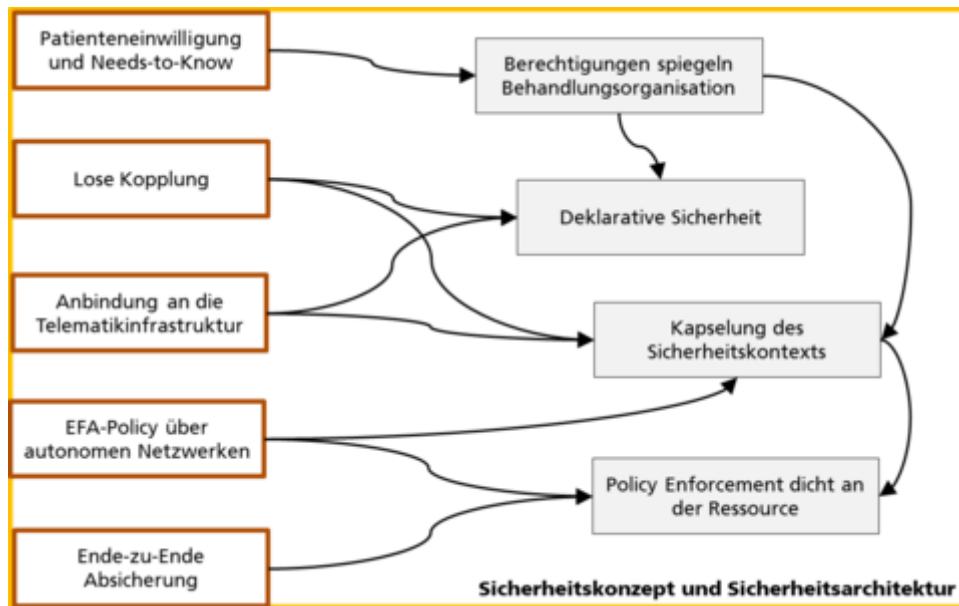 Patienteneinwilligung
und Needs-to-Know
Berechtigungen spiegeln
Behandlungsorganisation
Lose Kopplung
Deklarative Sicherheit
Anbindung an die
Telematikinfrastruktur
Kapselung des
Sicherheitskontexts
EFA-Policy über
autonomen Netzwerken
Policy Enforcement dicht an
der Ressource
Ende-zu-Ende
Absicherung
Sicherheitskonzept und Sicherheitsarchitektur